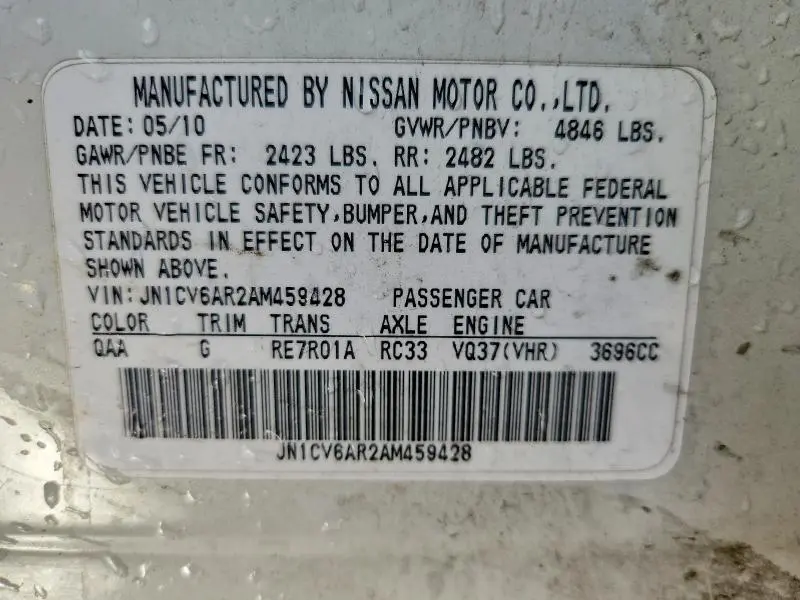 MANUFACTURED BY NISSAN MOTOR CO.,LTD.
DATE: 05/10 GVWR/PNBV: 4846 LBS.
GAWR/PNBE FR: 2423 LBS. RR: 2482 LBS.
THIS VEHICLE CONFORMS TO ALL APPLICABLE FEDERAL
MOTOR VEHICLE SAFETY,BUMPER,AND THEFT PREVENTION
STANDARDS IN EFFECT ON THE DATE OF MANUFACTURE
SHOWN ABOVE.
VIN: JN1CV6AR2AM459428 PASSENGER CAR
COLOR TRIM TRANS AXLE ENGINE
QAA G RE7R01A RC33 VQ37(VHR) 3696CC
JN1CV6AR2AM459428